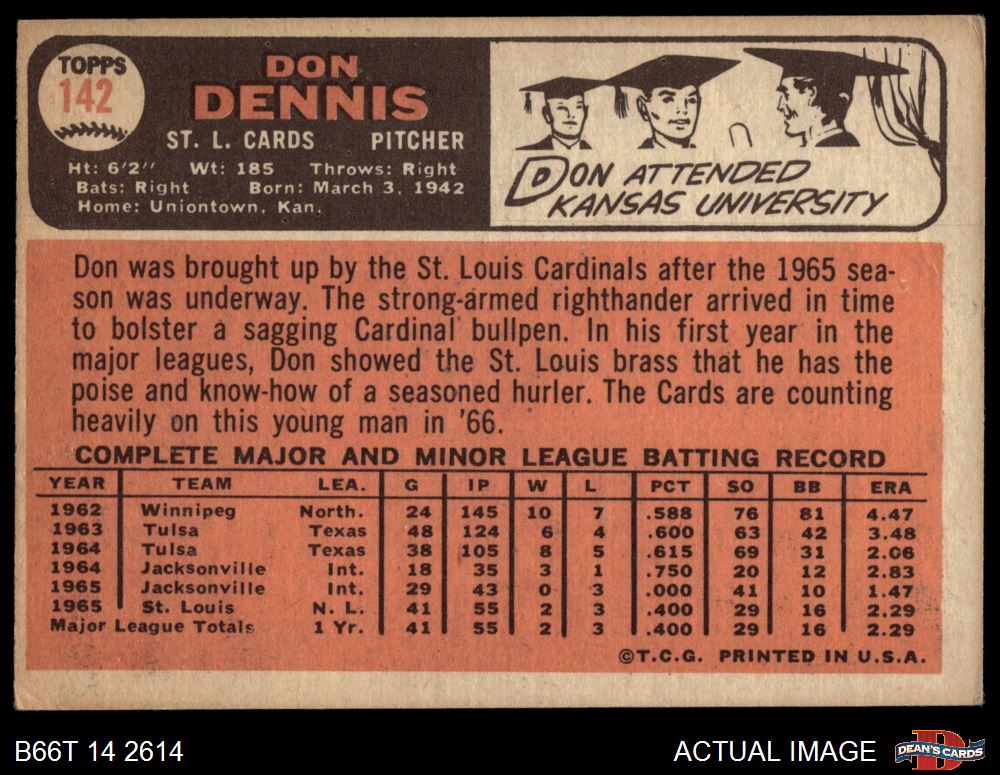 TOPPS
142
DON
DENNIS
ST. L. CARDS PITCHER
Ht: 6'2" Wt: 185 Throws: Right
Bats: Right Born: March 3, 1942
Home: Uniontown, Kan.
DON ATTENDED
KANSAS UNIVERSITY
Don was brought up by the St. Louis Cardinals after the 1965 sea-
son was underway. The strong-armed righthander arrived in time
to bolster a sagging Cardinal bullpen. In his first year in the
major leagues, Don showed the St. Louis brass that he has the
poise and know-how of a seasoned hurler. The Cards are counting
heavily on this young man in '66.
COMPLETE MAJOR AND MINOR LEAGUE BATTING RECORD
YEAR TEAM LEA. G IP W L PCT SO BB ERA
1962 Winnipeg North. 24 145 10 7 .588 76 81 4.47
1963 Tulsa Texas 48 124 6 4 .600 63 42 3.48
1964 Tulsa Texas 38 105 8 5 .615 69 31 2.06
1964 Jacksonville Int. 18 35 3 1 .750 20 12 2.83
1965 Jacksonville Int. 29 43 0 3 .000 41 10 1.47
1965 St. Louis N. L. 41 55 2 3 .400 29 16 2.29
Major League Totals 1 Yr. 41 55 2 3 .400 29 16 2.29
©T.C.G. PRINTED IN U.S.A.
B66T 14 2614 ACTUAL IMAGE
D
DEAN'S CARDS